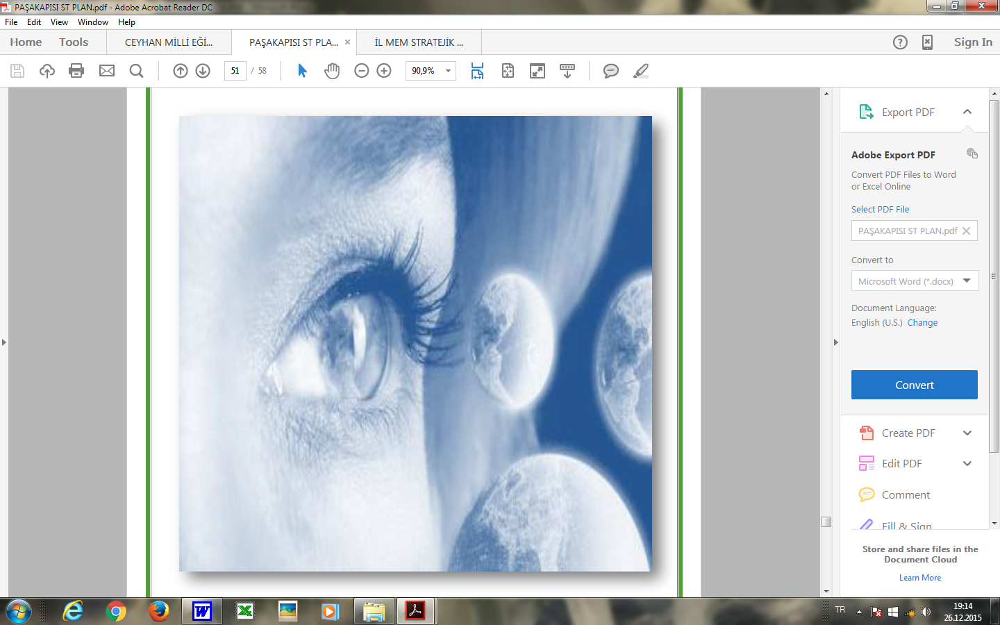 PAŞAKAPISI ST PLAN.pdf - Adobe Acrobat Reader DC
File Edit View Window Help
Home Tools CEYHAN MİLLİ EĞİ... PAŞAKAPISI ST PLA... × İL MEM STRATEJİK ... Sign In
51 / 58 90,9%
Export PDF
Adobe Export PDF
Convert PDF Files to Word
or Excel Online
Select PDF File
PAŞAKAPISI ST PLAN.pdf
Convert to
Microsoft Word (*.docx)
Document Language:
English (U.S.) Change
Convert
Create PDF
Edit PDF
Comment
Fill & Sign
Store and share files in the
Document Cloud
Learn More
TR
19:14
26.12.2015